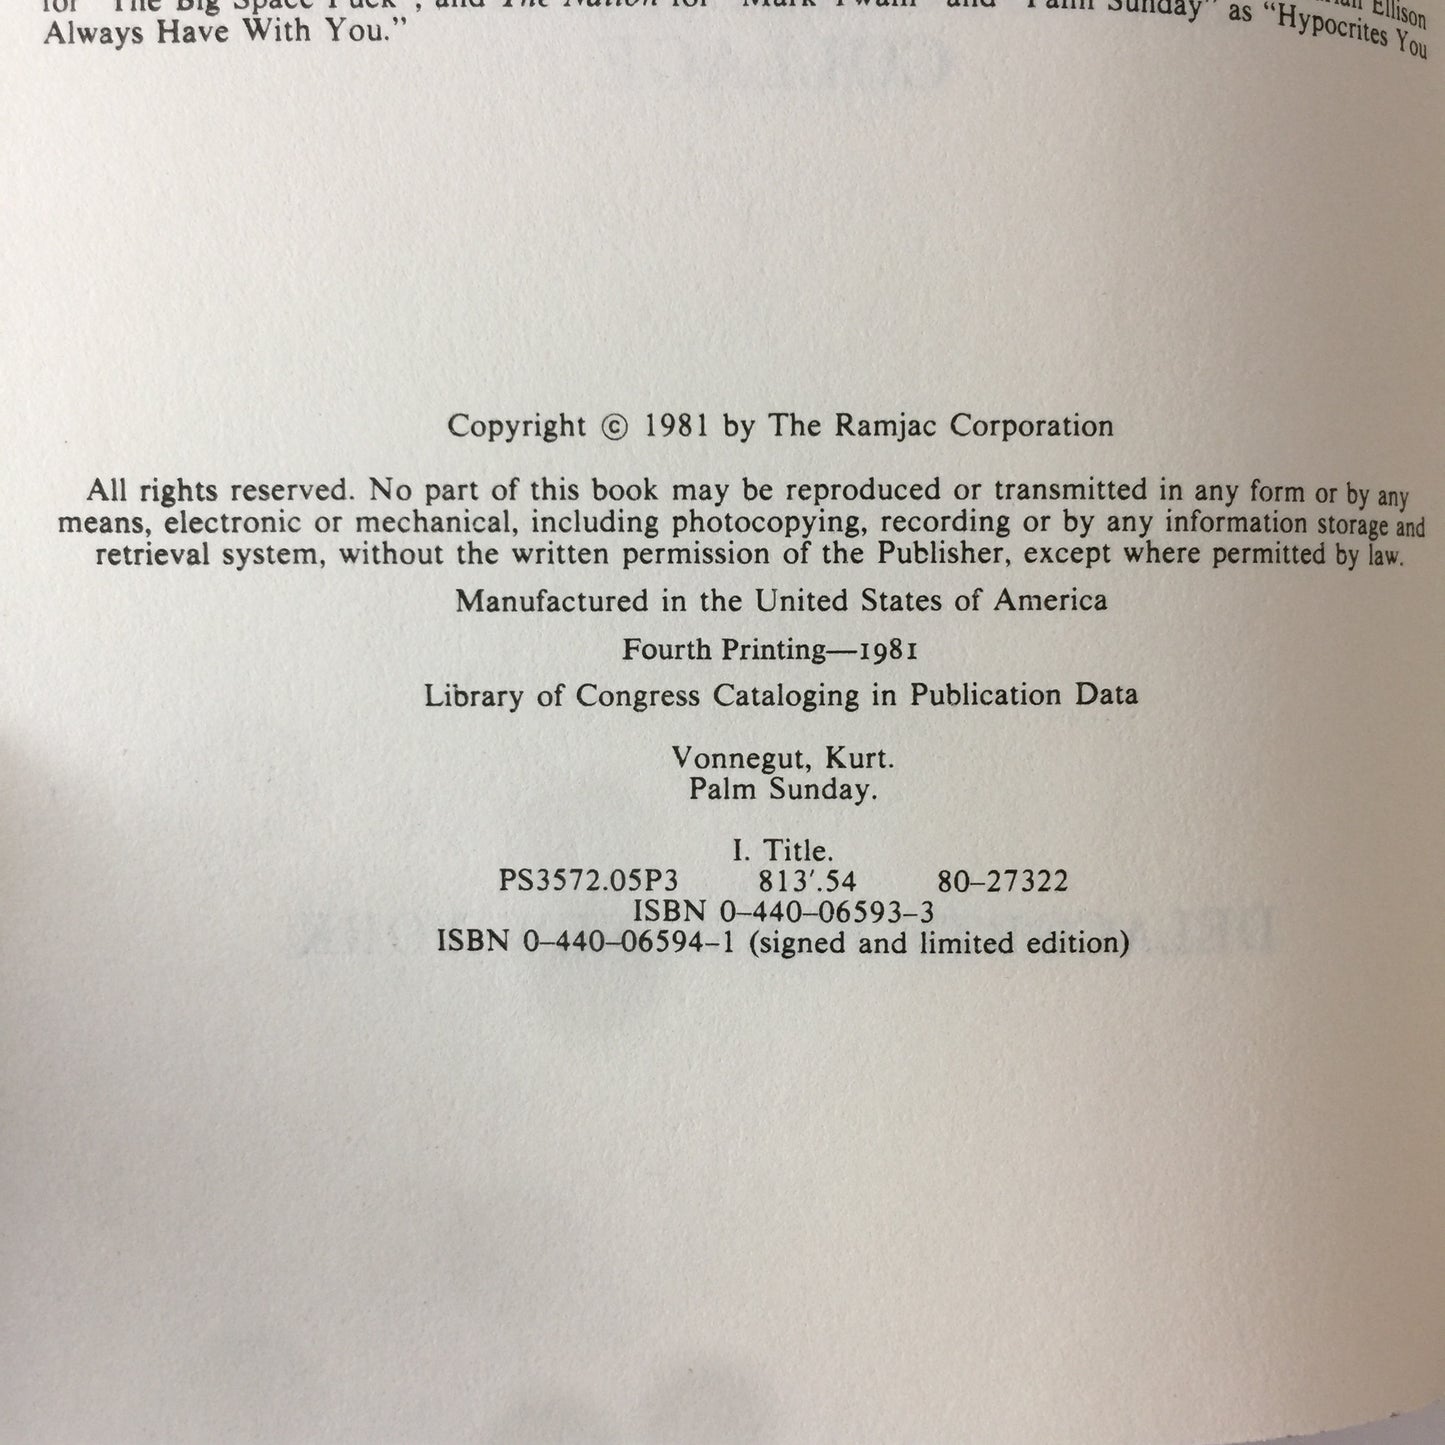 for "The Big Space Fuck", and The Nation for "Mark Twain" and "Palm Sunday" as "Hypocrites You
Ellison
Always Have With You."
Copyright © 1981 by The Ramjac Corporation
All rights reserved. No part of this book may be reproduced or transmitted in any form or by any
means, electronic or mechanical, including photocopying, recording or by any information storage and
retrieval system, without the written permission of the Publisher, except where permitted by law.
Manufactured in the United States of America
Fourth Printing—1981
Library of Congress Cataloging in Publication Data
Vonnegut, Kurt.
Palm Sunday.
I. Title.
PS3572.05P3 813′.54 80–27322
ISBN 0–440–06593–3
ISBN 0–440–06594–1 (signed and limited edition)